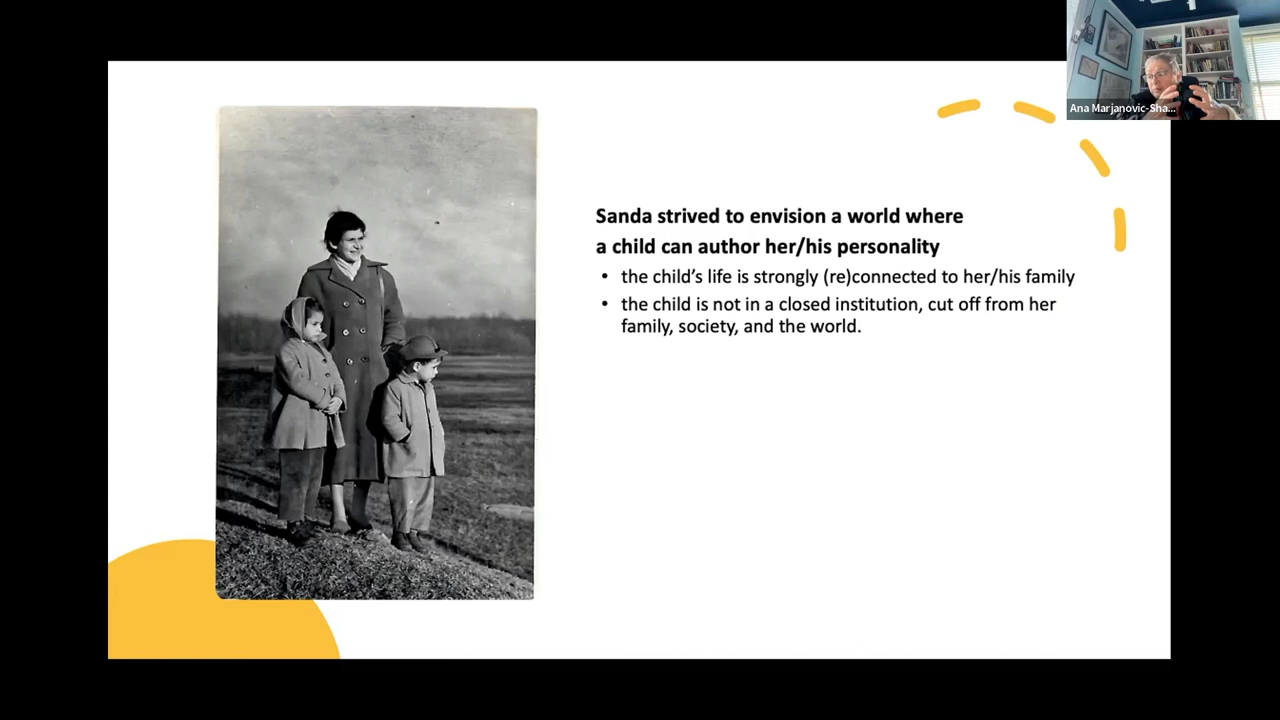 Ana Marjanovic-Sha...
Sanda strived to envision a world where
a child can author her/his personality
• the child’s life is strongly (re)connected to her/his family
• the child is not in a closed institution, cut off from her
family, society, and the world.